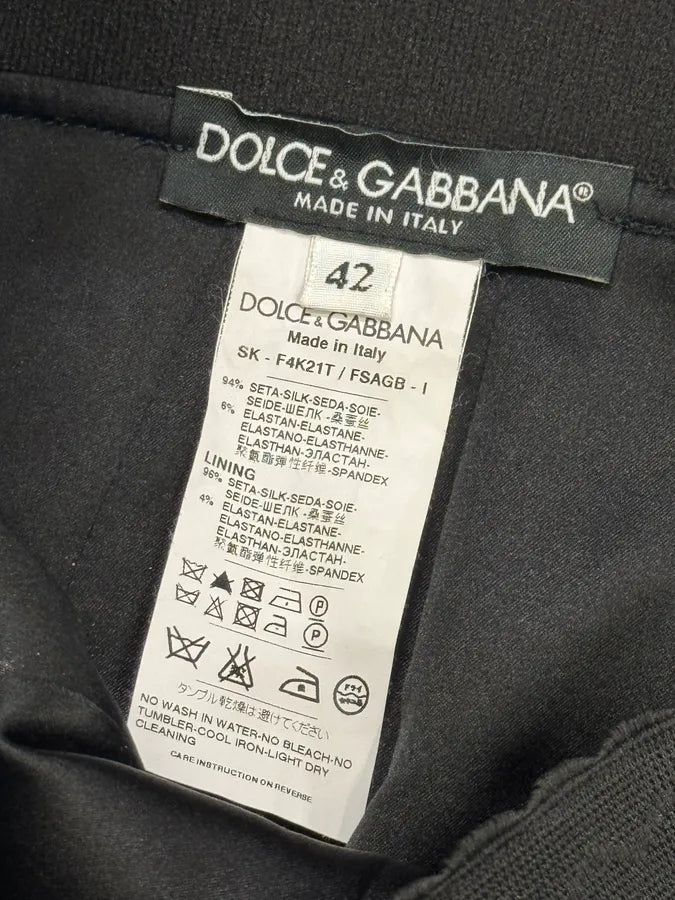 DOLCE & GABBANA®
MADE IN ITALY
42
DOLCE & GABBANA
Made in Italy
SK - F4K21T / FSAGB - I
94% SETA-SILK-SEDA-SOIE-
SEIDE-ШЕЛК-桑蚕丝
6% ELASTAN-ELASTANE-
ELASTANO-ELASTHANNE-
ELASTHAN-ЭЛАСТАН-
聚氨酯弹性纤维-SPANDEX
LINING
96% SETA-SILK-SEDA-SOIE-
SEIDE-ШЕЛК-桑蚕丝
4% ELASTAN-ELASTANE-
ELASTANO-ELASTHANNE-
ELASTHAN-ЭЛАСТАН-
聚氨酯弹性纤维-SPANDEX
P
P
ドライ
タンブル乾燥は避けてください
NO WASH IN WATER-NO BLEACH-NO
TUMBLER-COOL IRON-LIGHT DRY
CLEANING
CARE INSTRUCTION ON REVERSE